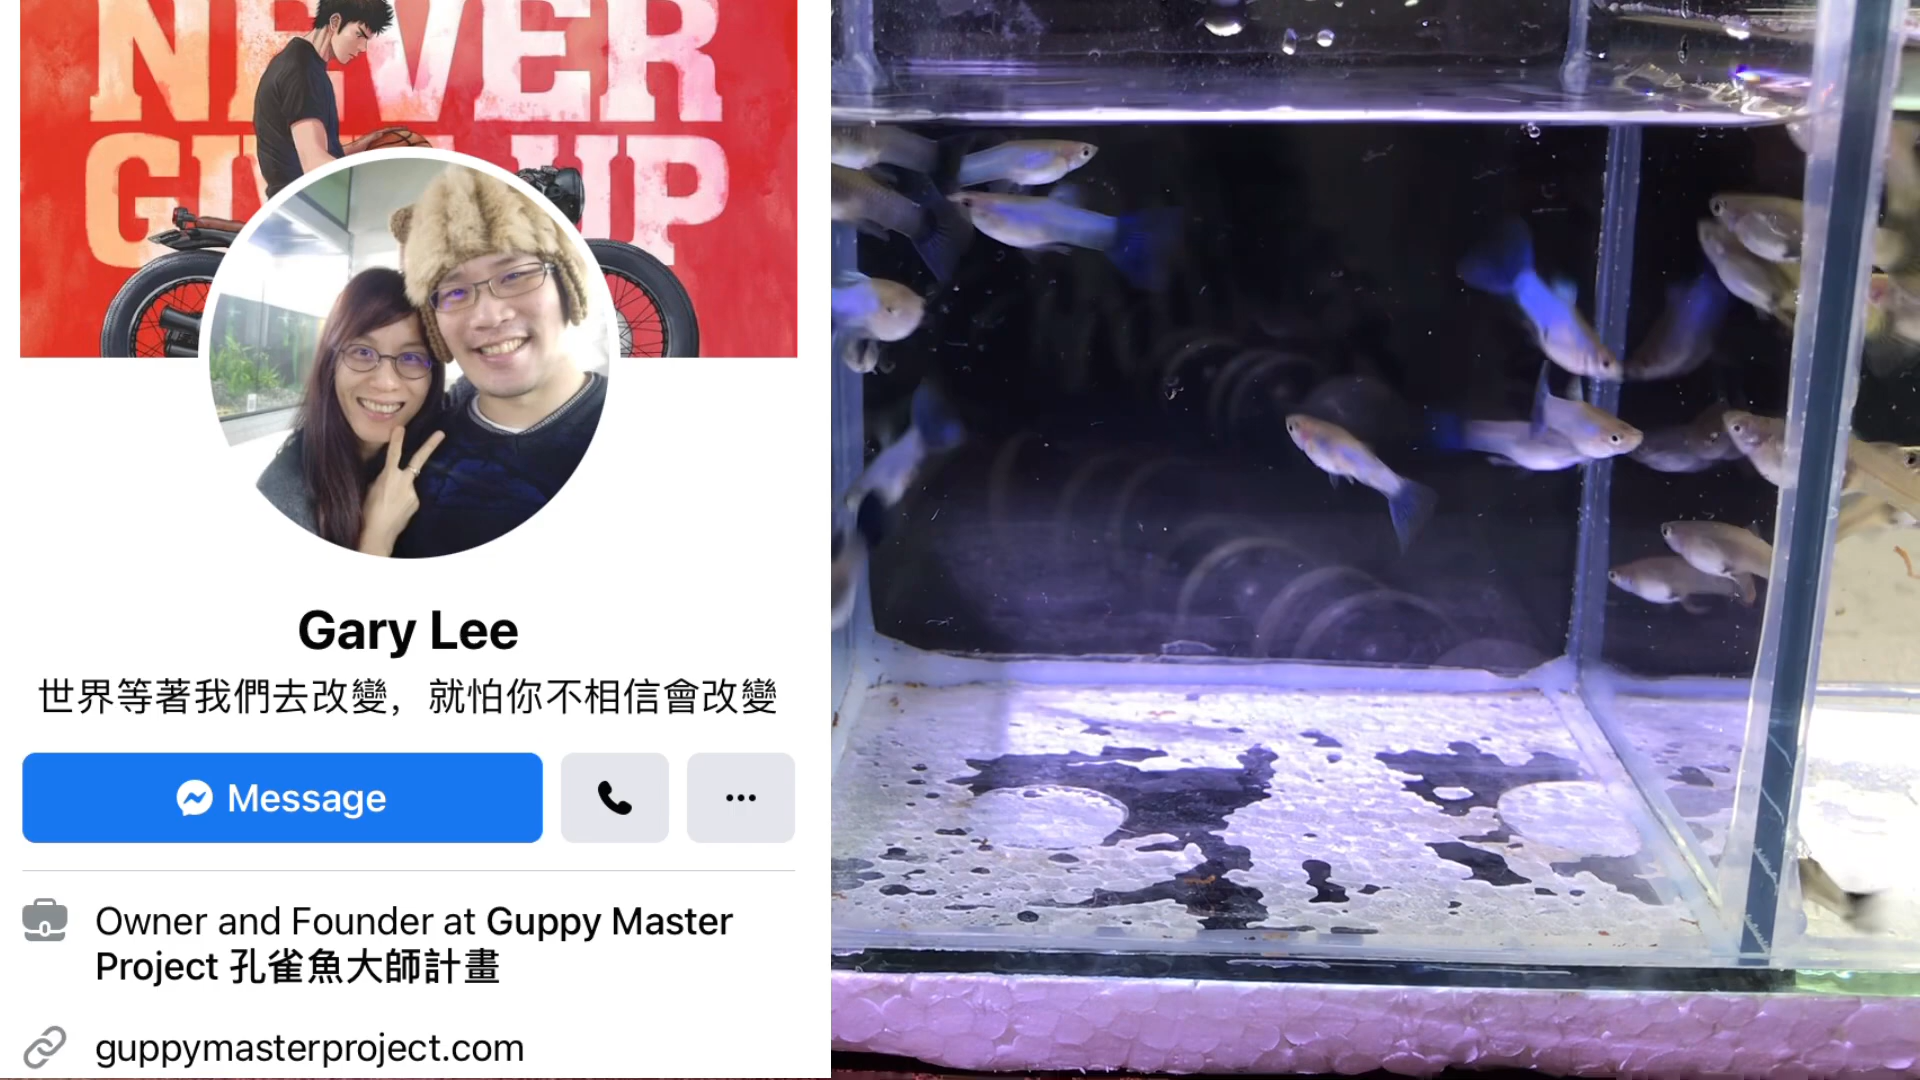 NEVER
GIVE UP
Gary Lee
世界等著我們去改變，就怕你不相信會改變
Message
Owner and Founder at Guppy Master
Project 孔雀魚大師計畫
guppymasterproject.com